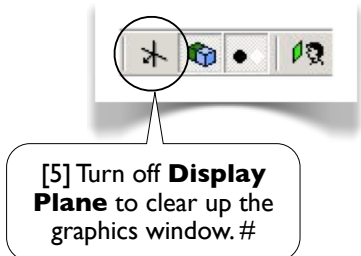 [5] Turn off Display
Plane to clear up the
graphics window. #